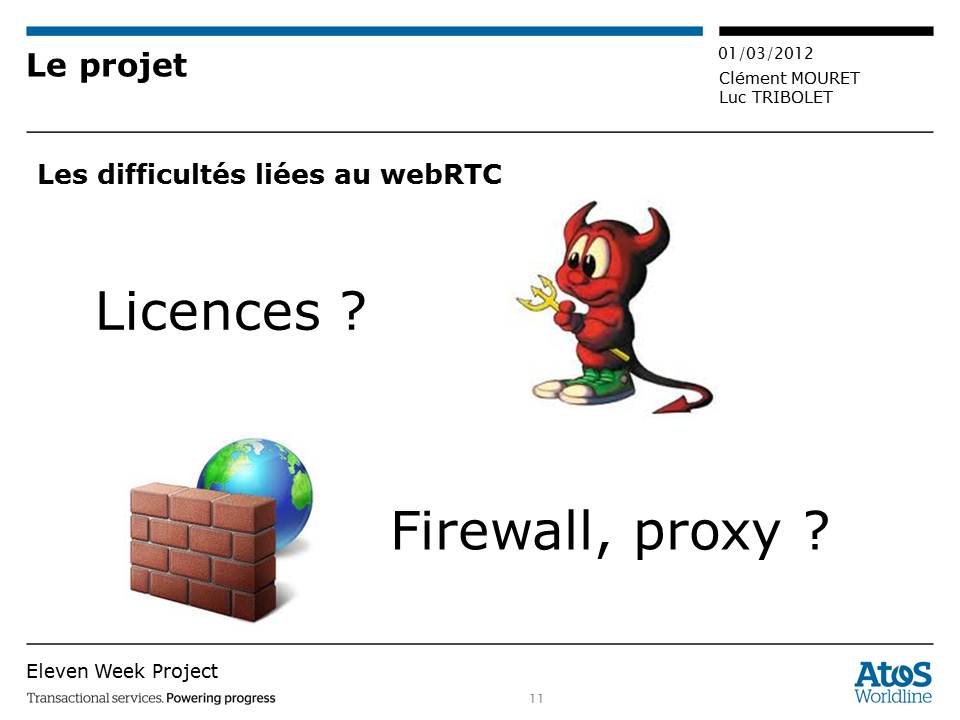 Le projet
01/03/2012
Clément MOURET
Luc TRIBOLET
Les difficultés liées au webRTC
Licences ?
Firewall, proxy ?
Eleven Week Project
Transactional services. Powering progress
11
AtoS
Worldline